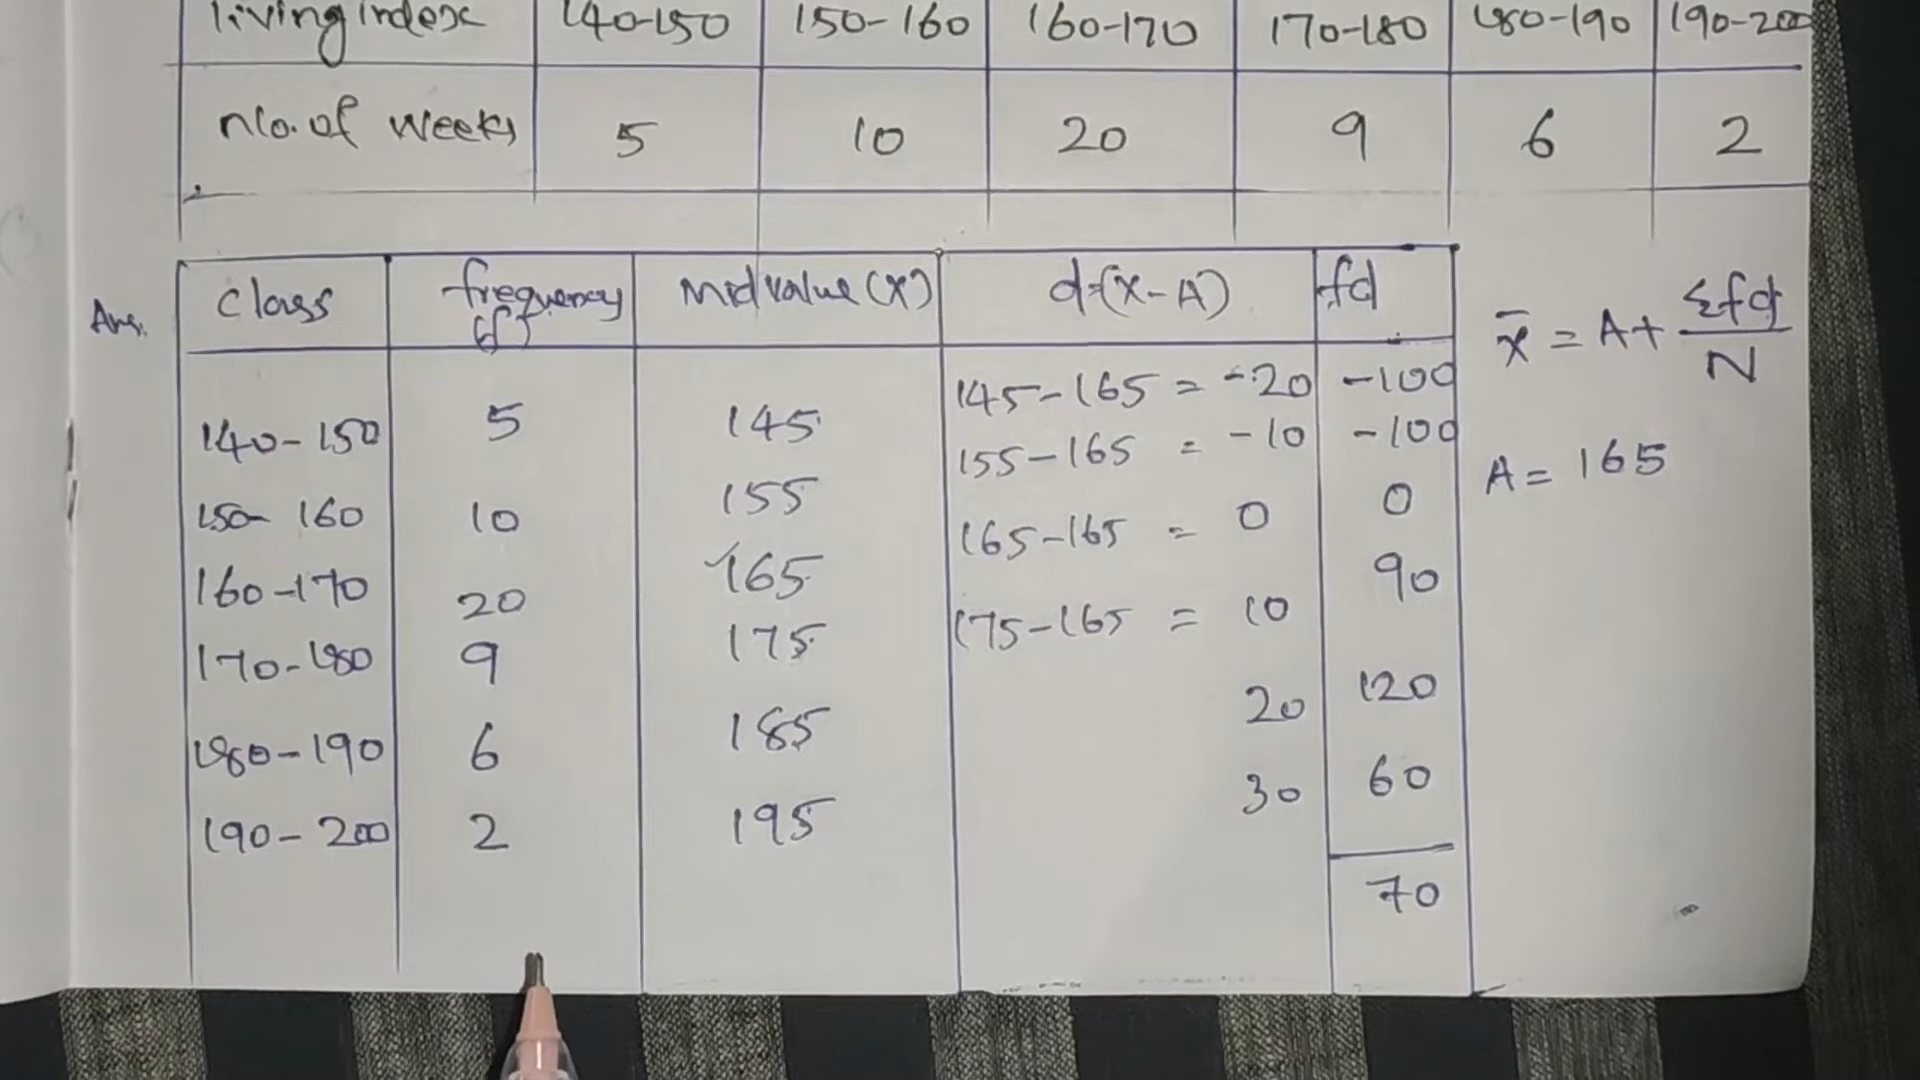 living index 140-150 150-160 160-170 170-180 180-190 190-200
No. of weeks 5 10 20 9 6 2
Ans. Class frequency (f) Mid value (X) d=(X-A) fd
140-150 5 145 145-165 = -20 -100
150-160 10 155 155-165 = -10 -100
160-170 20 165 165-165 = 0 0
170-180 9 175 175-165 = 10 90
180-190 6 185 20 120
190-200 2 195 30 60
70
x̄ = A + Σfd / N
A = 165